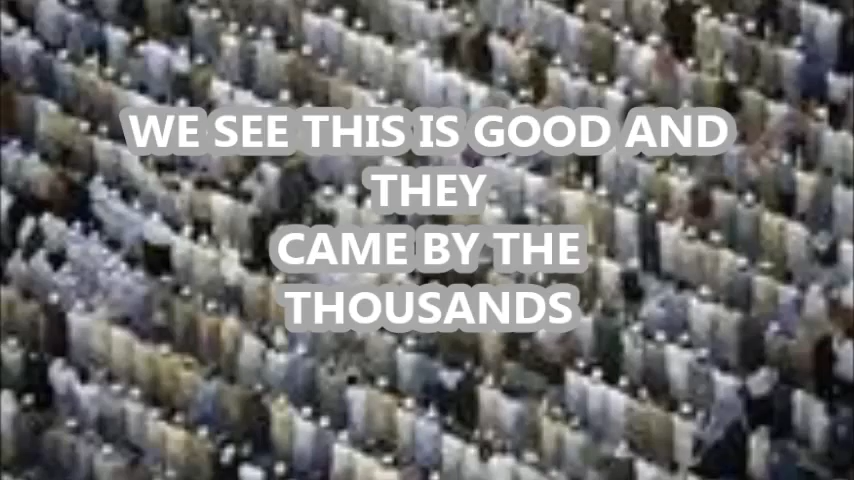 WE SEE THIS IS GOOD AND
THEY
CAME BY THE
THOUSANDS